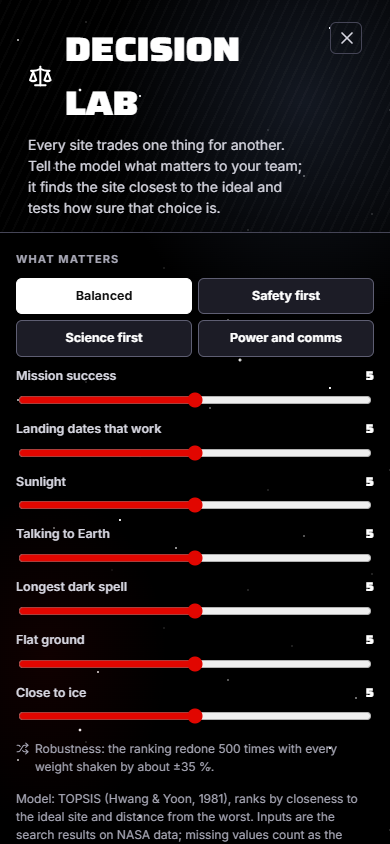 DECISION
LAB
Every site trades one thing for another.
Tell the model what matters to your team;
it finds the site closest to the ideal and
tests how sure that choice is.
WHAT MATTERS
Balanced
Safety first
Science first
Power and comms
Mission success 5
Landing dates that work 5
Sunlight 5
Talking to Earth 5
Longest dark spell 5
Flat ground 5
Close to ice 5
Robustness: the ranking redone 500 times with every
weight shaken by about ±35 %.
Model: TOPSIS (Hwang & Yoon, 1981), ranks by closeness to
the ideal site and distance from the worst. Inputs are the
search results on NASA data; missing values count as the